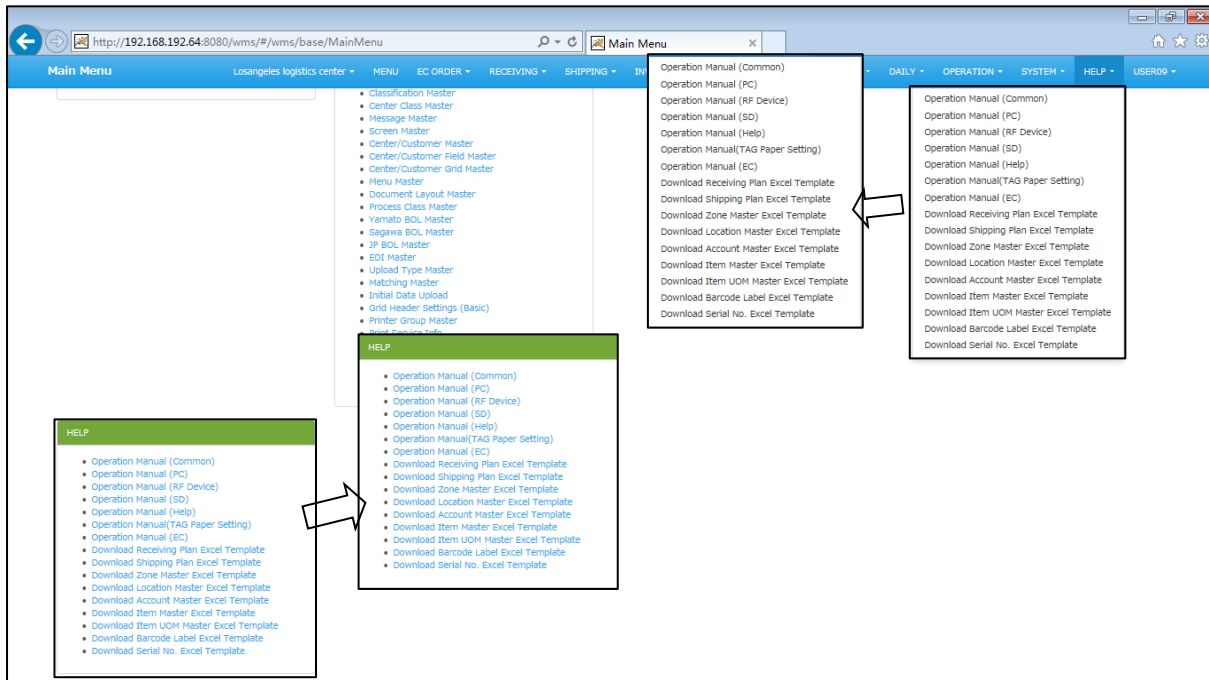 http://192.168.192.64:8080/wms/#/wms/base/MainMenu
Main Menu
Main Menu
Losangeles logistics center
MENU
EC ORDER
RECEIVING
SHIPPING
DAILY
OPERATION
SYSTEM
HELP
USER09
Classification Master
Center Class Master
Message Master
Screen Master
Center/Customer Master
Center/Customer Field Master
Center/Customer Grid Master
Menu Master
Document Layout Master
Process Class Master
Yamato BOL Master
Sagawa BOL Master
JP BOL Master
EDI Master
Upload Type Master
Matching Master
Initial Data Upload
Grid Header Settings (Basic)
Printer Group Master
Print Service Info
Operation Manual (Common)
Operation Manual (PC)
Operation Manual (RF Device)
Operation Manual (SD)
Operation Manual (Help)
Operation Manual(TAG Paper Setting)
Operation Manual (EC)
Download Receiving Plan Excel Template
Download Shipping Plan Excel Template
Download Zone Master Excel Template
Download Location Master Excel Template
Download Account Master Excel Template
Download Item Master Excel Template
Download Item UOM Master Excel Template
Download Barcode Label Excel Template
Download Serial No. Excel Template
Operation Manual (Common)
Operation Manual (PC)
Operation Manual (RF Device)
Operation Manual (SD)
Operation Manual (Help)
Operation Manual(TAG Paper Setting)
Operation Manual (EC)
Download Receiving Plan Excel Template
Download Shipping Plan Excel Template
Download Zone Master Excel Template
Download Location Master Excel Template
Download Account Master Excel Template
Download Item Master Excel Template
Download Item UOM Master Excel Template
Download Barcode Label Excel Template
Download Serial No. Excel Template
HELP
Operation Manual (Common)
Operation Manual (PC)
Operation Manual (RF Device)
Operation Manual (SD)
Operation Manual (Help)
Operation Manual(TAG Paper Setting)
Operation Manual (EC)
Download Receiving Plan Excel Template
Download Shipping Plan Excel Template
Download Zone Master Excel Template
Download Location Master Excel Template
Download Account Master Excel Template
Download Item Master Excel Template
Download Item UOM Master Excel Template
Download Barcode Label Excel Template
Download Serial No. Excel Template
HELP
Operation Manual (Common)
Operation Manual (PC)
Operation Manual (RF Device)
Operation Manual (SD)
Operation Manual (Help)
Operation Manual(TAG Paper Setting)
Operation Manual (EC)
Download Receiving Plan Excel Template
Download Shipping Plan Excel Template
Download Zone Master Excel Template
Download Location Master Excel Template
Download Account Master Excel Template
Download Item Master Excel Template
Download Item UOM Master Excel Template
Download Barcode Label Excel Template
Download Serial No. Excel Template